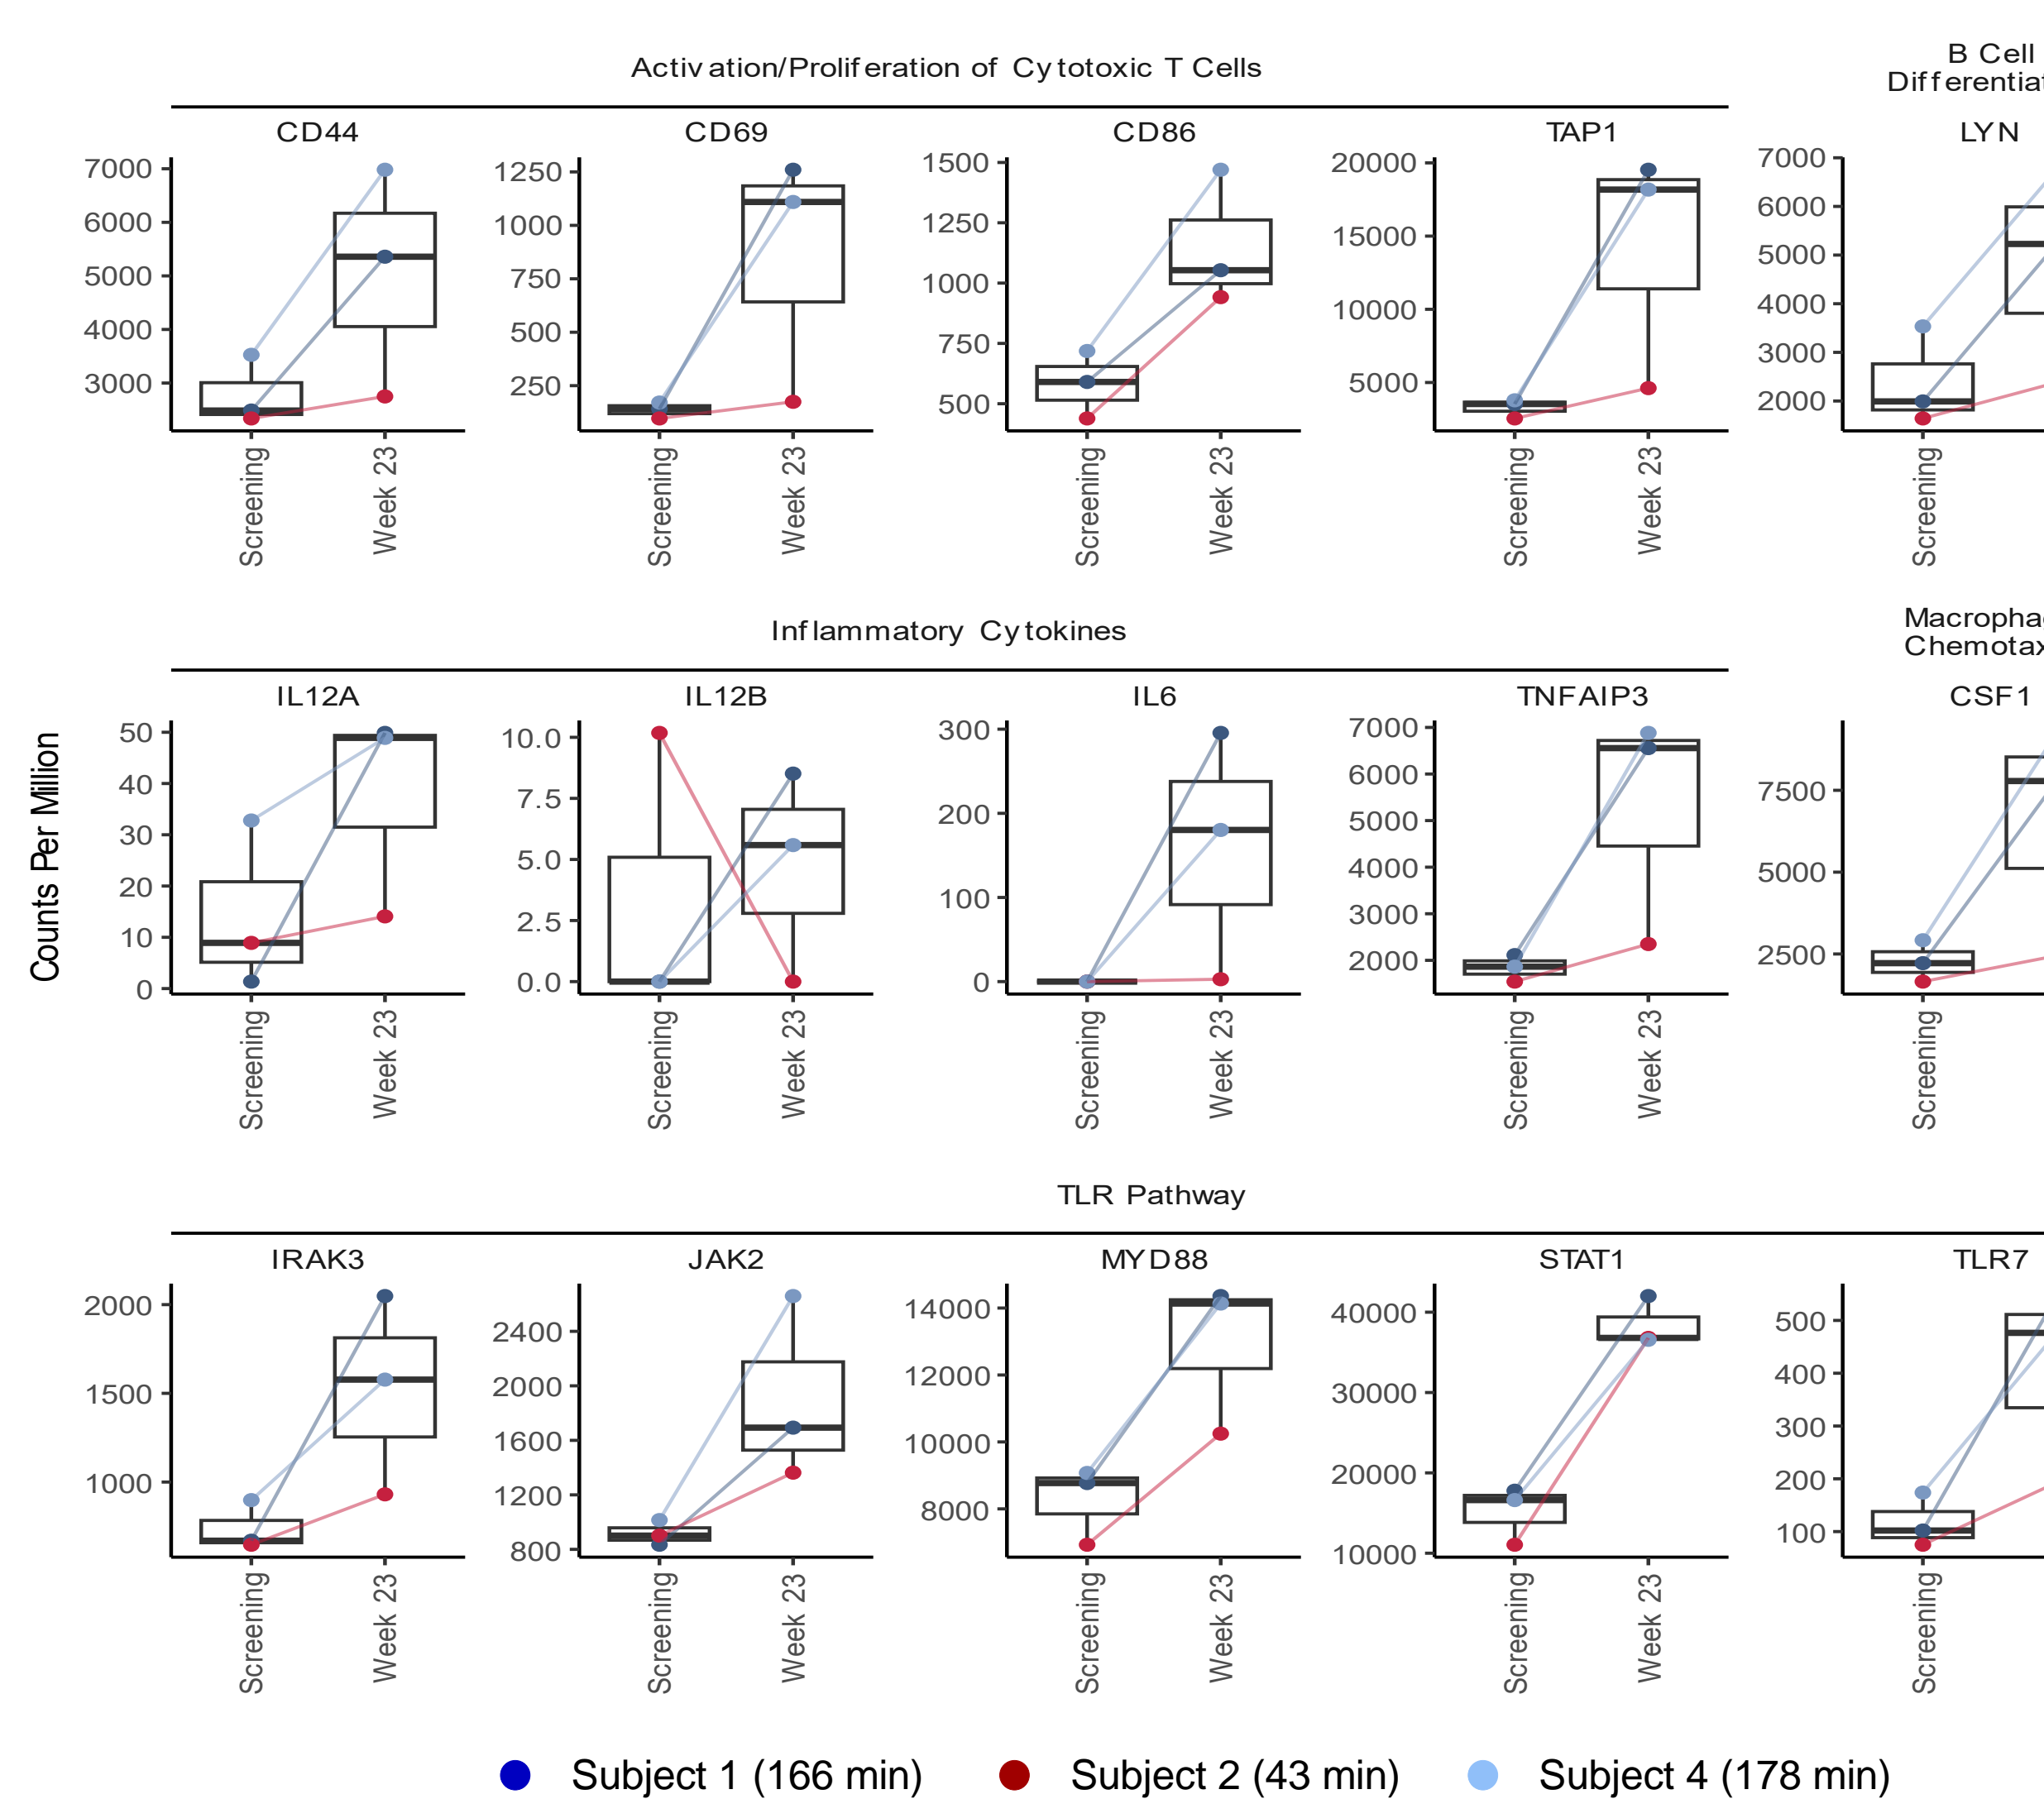 Activation/Proliferation of Cytotoxic T Cells
B Cell
Differentiat
CD44 CD69 CD86 TAP1 LYN
7000 6000 5000 4000 3000
1250 1000 750 500 250
1500 1250 1000 750 500
20000 15000 10000 5000
7000 6000 5000 4000 3000 2000
Screening Week 23 Screening Week 23 Screening Week 23 Screening Week 23 Screening
Inflammatory Cytokines
Macropha
Chemotax
Counts Per Million
IL12A IL12B IL6 TNFAIP3 CSF1
50 40 30 20 10 0
10.0 7.5 5.0 2.5 0.0
300 200 100 0
7000 6000 5000 4000 3000 2000
7500 5000 2500
Screening Week 23 Screening Week 23 Screening Week 23 Screening Week 23 Screening
TLR Pathway
IRAK3 JAK2 MYD88 STAT1 TLR7
2000 1500 1000
2400 2000 1600 1200 800
14000 12000 10000 8000
40000 30000 20000 10000
500 400 300 200 100
Screening Week 23 Screening Week 23 Screening Week 23 Screening Week 23 Screening
Subject 1 (166 min) Subject 2 (43 min) Subject 4 (178 min)